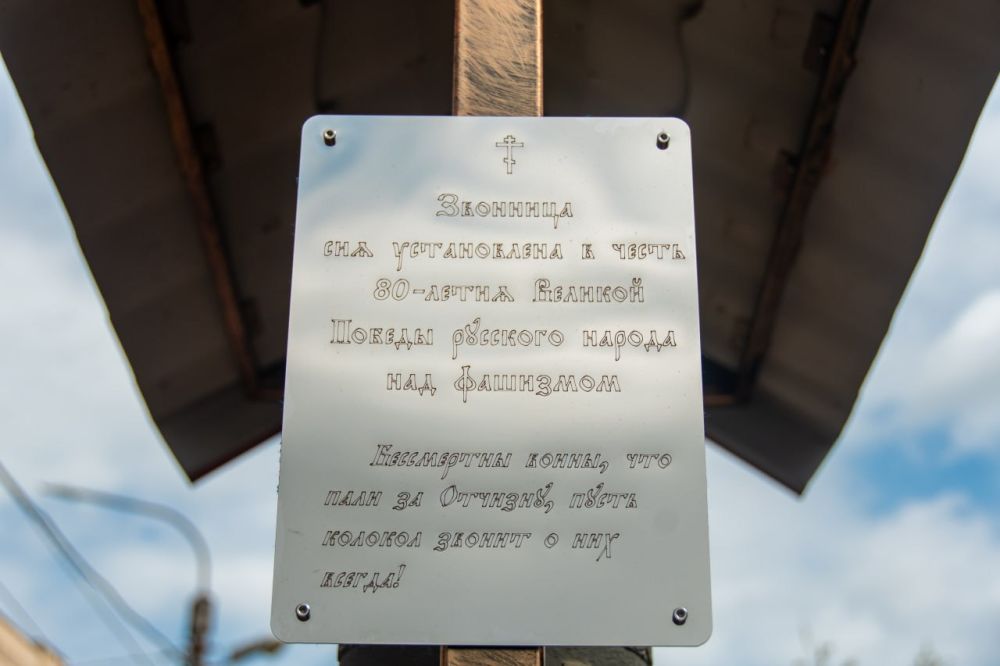 Звонница
сия установлена в честь
80-летия Великой
Победы русского народа
над фашизмом
Бессмертны воины, что
пали за Отчизну, пусть
колокол звонит о них
всегда!